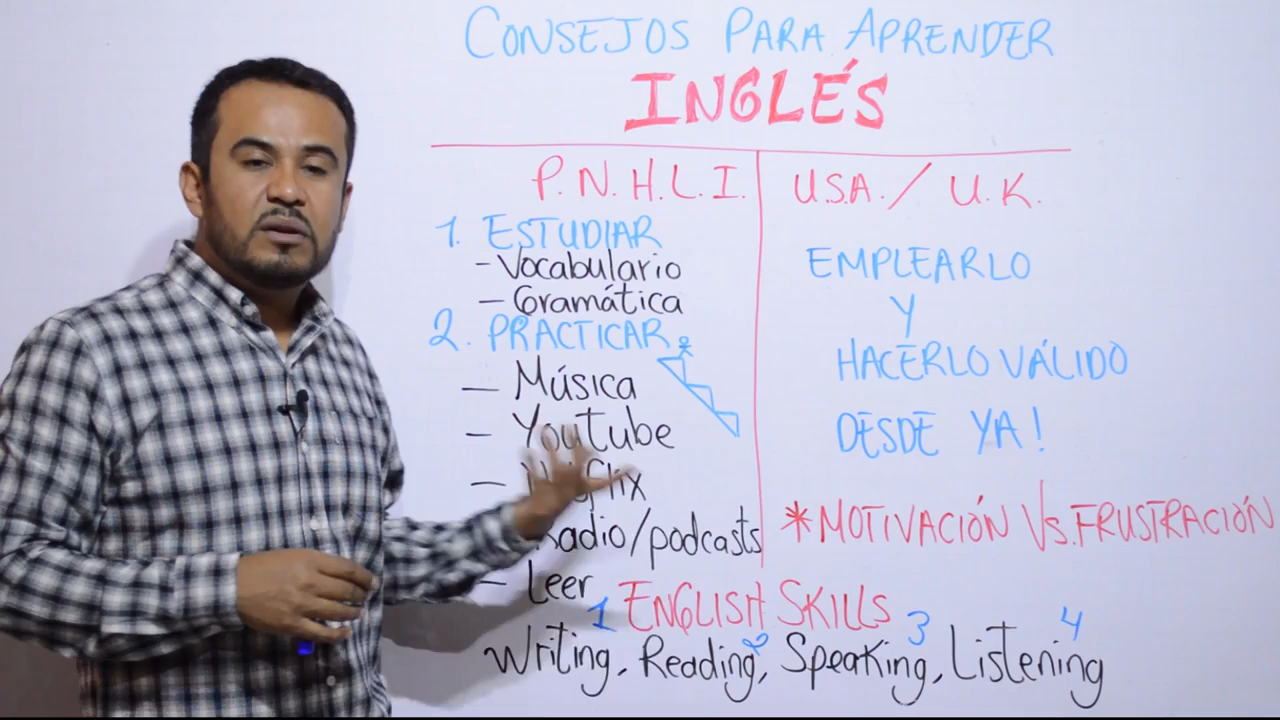 CONSEJOS PARA APRENDER
INGLÉS
P. N. H. L. I.
1. ESTUDIAR
- Vocabulario
- Gramática
2. PRACTICAR
- Música
- YouTube
-
- Radio/podcasts
- Leer
U.S.A. / U.K.
EMPLEARLO
Y
HACERLO VÁLIDO
DESDE YA!
* MOTIVACIÓN Vs. FRUSTRACIÓN
ENGLISH SKILLS
1 2 3 4
Writing, Reading, Speaking, Listening